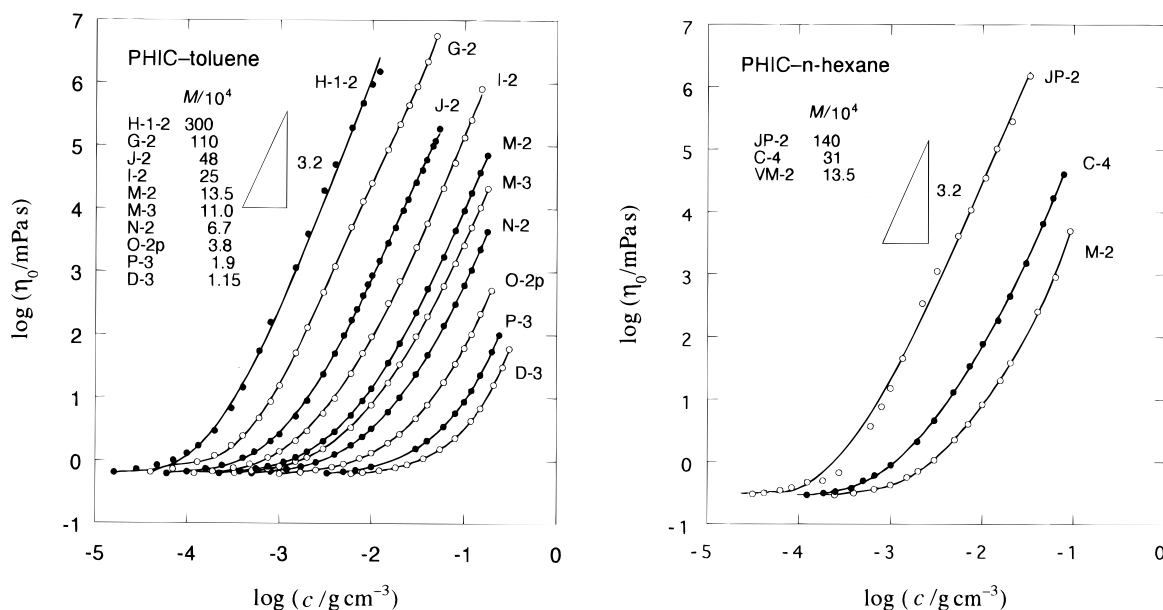 PHIC–toluene
M/10⁴
H-1-2 300
G-2 110
J-2 48
I-2 25
M-2 13.5
M-3 11.0
N-2 6.7
O-2p 3.8
P-3 1.9
D-3 1.15
3.2
H-1-2
G-2
I-2
J-2
M-2
M-3
N-2
O-2p
P-3
D-3
7
6
5
4
3
2
1
0
-1
-5 -4 -3 -2 -1 0
log (η₀/mPa s)
log (c /g cm⁻³)
PHIC–n-hexane
M/10⁴
JP-2 140
C-4 31
VM-2 13.5
3.2
JP-2
C-4
M-2
7
6
5
4
3
2
1
0
-1
-5 -4 -3 -2 -1 0
log (η₀/mPa s)
log (c /g cm⁻³)